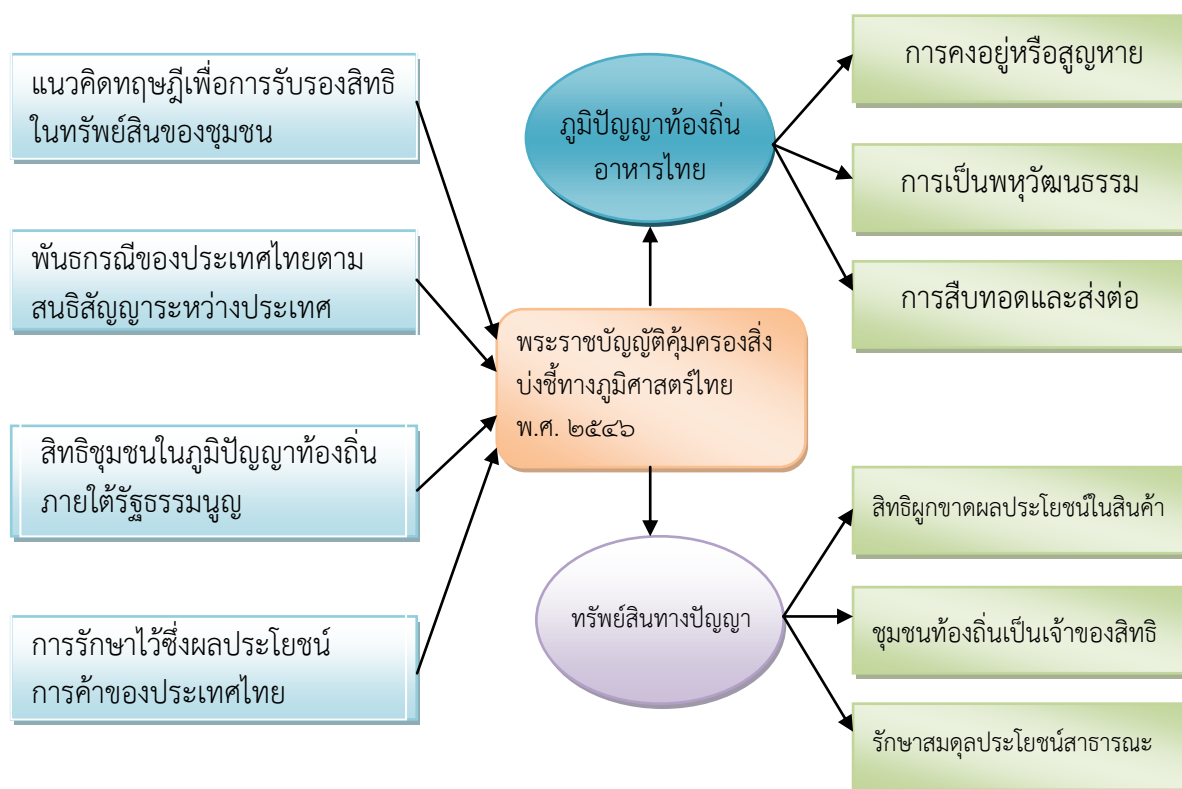 แนวคิดทฤษฎีเพื่อการรับรองสิทธิ
ในทรัพย์สินของชุมชน
พันธกรณีของประเทศไทยตาม
สนธิสัญญาระหว่างประเทศ
สิทธิชุมชนในภูมิปัญญาท้องถิ่น
ภายใต้รัฐธรรมนูญ
การรักษาไว้ซึ่งผลประโยชน์
การค้าของประเทศไทย
พระราชบัญญัติคุ้มครองสิ่ง
บ่งชี้ทางภูมิศาสตร์ไทย
พ.ศ. ๒๕๔๖
ภูมิปัญญาท้องถิ่น
อาหารไทย
การคงอยู่หรือสูญหาย
การเป็นพหุวัฒนธรรม
การสืบทอดและส่งต่อ
ทรัพย์สินทางปัญญา
สิทธิผูกขาดผลประโยชน์ในสินค้า
ชุมชนท้องถิ่นเป็นเจ้าของสิทธิ
รักษาสมดุลประโยชน์สาธารณะ